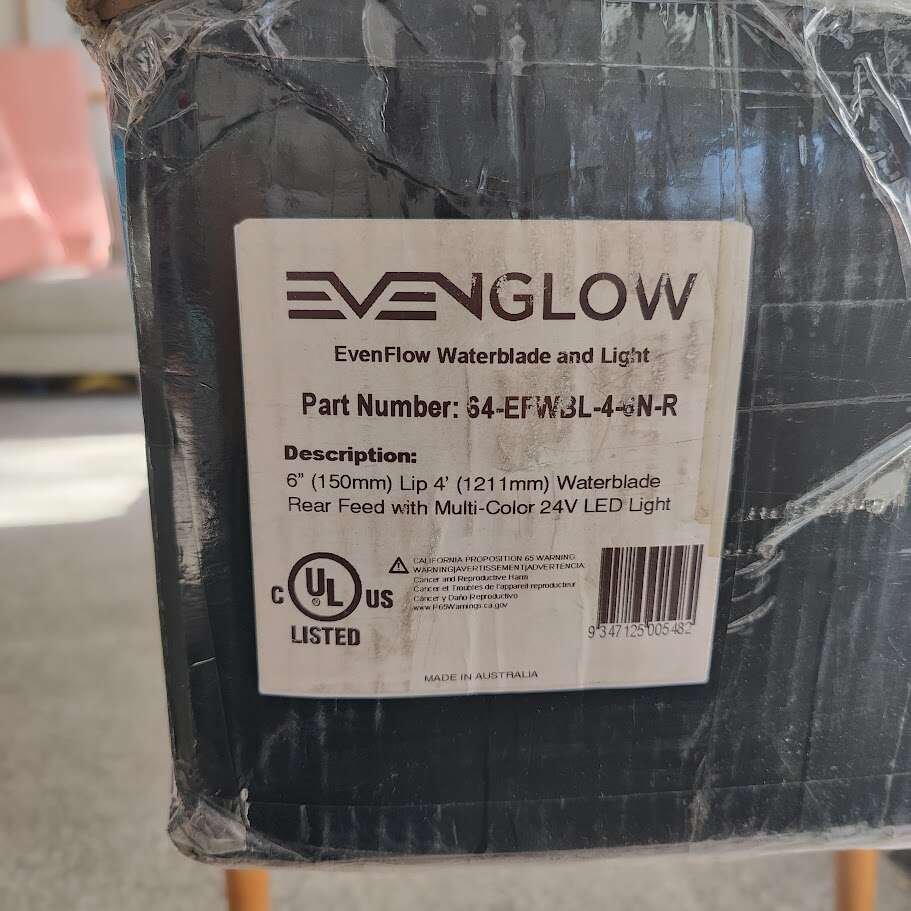 EVENGLOW
EvenFlow Waterblade and Light
Part Number: 64-EFWBL-4-6N-R
Description:
6" (150mm) Lip 4' (1211mm) Waterblade
Rear Feed with Multi-Color 24V LED Light
C UL US
LISTED
CALIFORNIA PROPOSITION 65 WARNING
WARNING|AVERTISSEMENT|ADVERTENCIA:
Cancer and Reproductive Harm
Cancer et Troubles de l'appareil reproducteur
Cáncer y Daño Reproductivo
www.P65Warnings.ca.gov
9 347125 005482
MADE IN AUSTRALIA